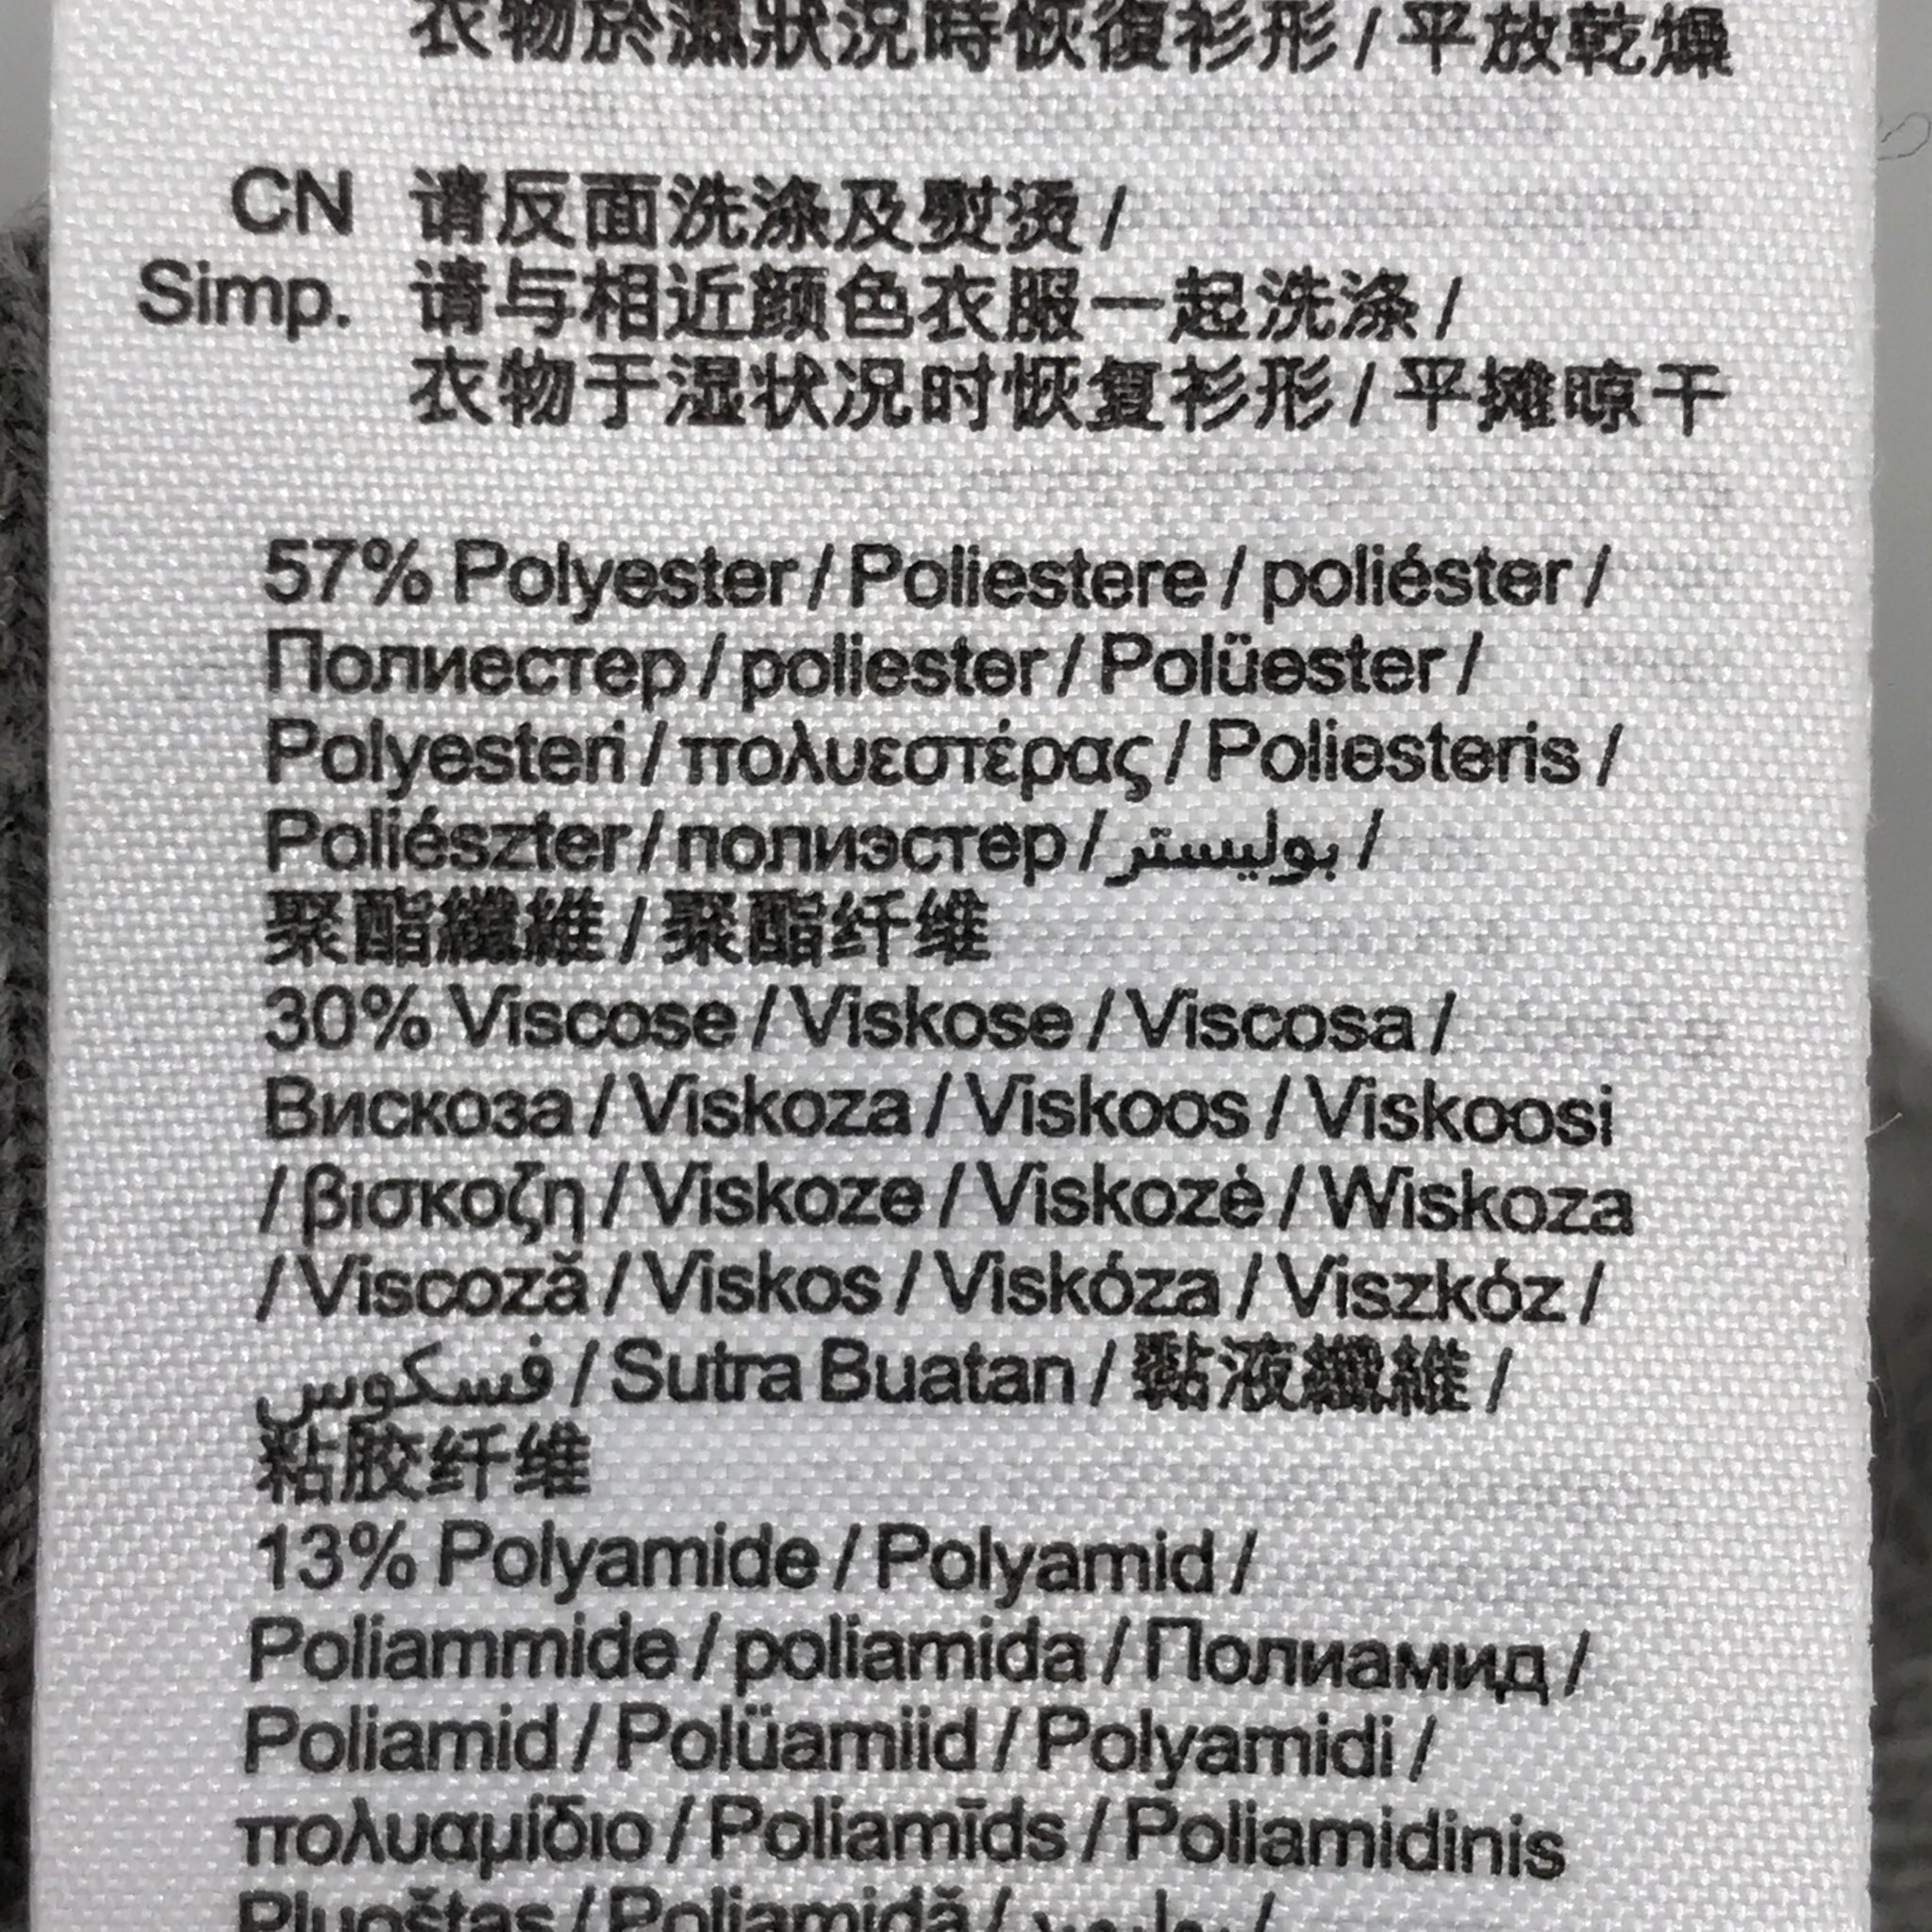 衣物於濕狀況時恢復衫形 / 平放乾燥
CN 请反面洗涤及熨烫 /
Simp. 请与相近颜色衣服一起洗涤 /
衣物于湿状况时恢复衫形 / 平摊晾干
57% Polyester / Poliestere / poliéster /
Полиестер / poliester / Polüester /
Polyesteri / πολυεστέρας / Poliesteris /
Poliészter / полиэстер / بوليستر /
聚酯纖維 / 聚酯纤维
30% Viscose / Viskose / Viscosa /
Вискоза / Viskoza / Viskoos / Viskoosi
/ βισκοζη / Viskoze / Viskozė / Wiskoza
/ Viscoză / Viskos / Viskóza / Viszkóz /
فسكوس / Sutra Buatan / 黏液纖維 /
粘胶纤维
13% Polyamide / Polyamid /
Poliammide / poliamida / Полиамид /
Poliamid / Polüamiid / Polyamidi /
πολυαμίδιο / Poliamīds / Poliamidinis
Pluoštas / Poliamidă /